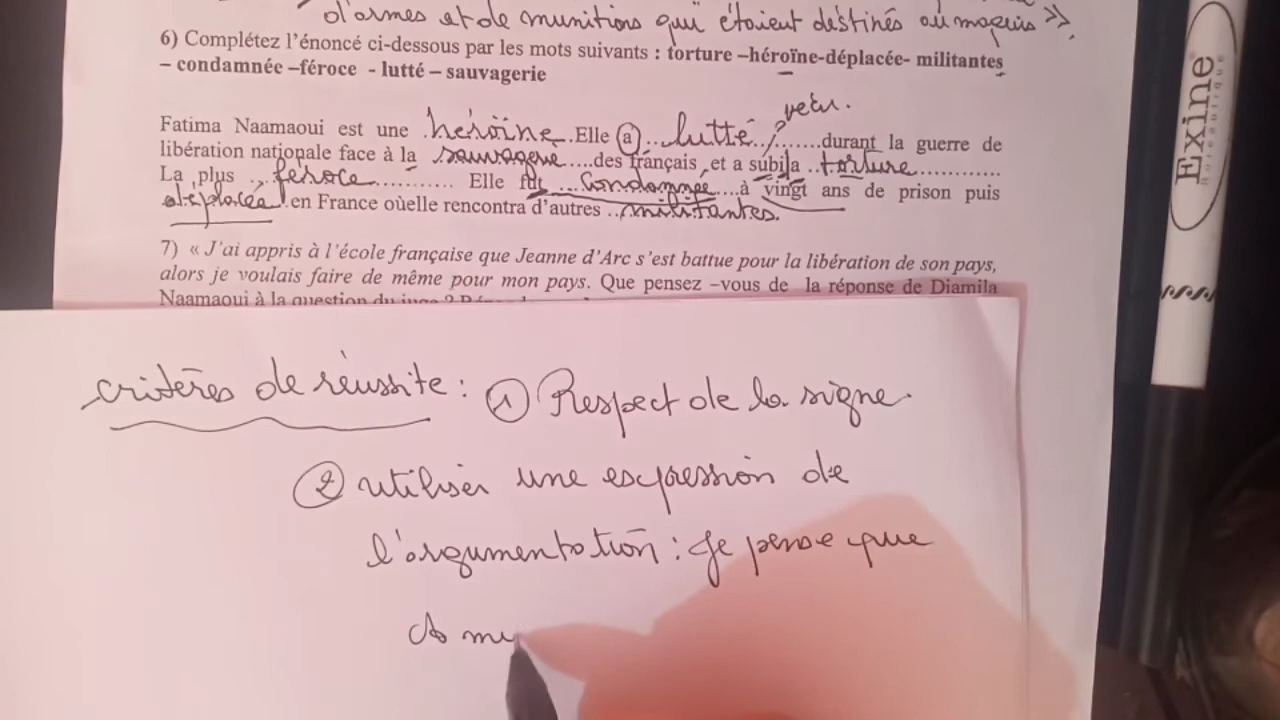 d'armes et de munitions qui étaient destinés au maquis ».
6) Complétez l'énoncé ci-dessous par les mots suivants : torture –héroïne-déplacée- militantes
– condamnée –féroce - lutté – sauvagerie
vécu.
Fatima Naamaoui est une .héroïne.Elle a...lutté/.......durant la guerre de
libération nationale face à la sauvagerie....des français et a subi la ..torture............
La plus ...féroce........... Elle fut ...Condamnée....à vingt ans de prison puis
déplacée en France oùelle rencontra d'autres ..militantes.
7) « J'ai appris à l'école française que Jeanne d'Arc s'est battue pour la libération de son pays,
alors je voulais faire de même pour mon pays. Que pensez –vous de la réponse de Diamila
Naamaoui à la question du juge ?
critères de réussite : 1 Respect de la signe.
2 utiliser une expression de
l'argumentation : Je pense que
Exine